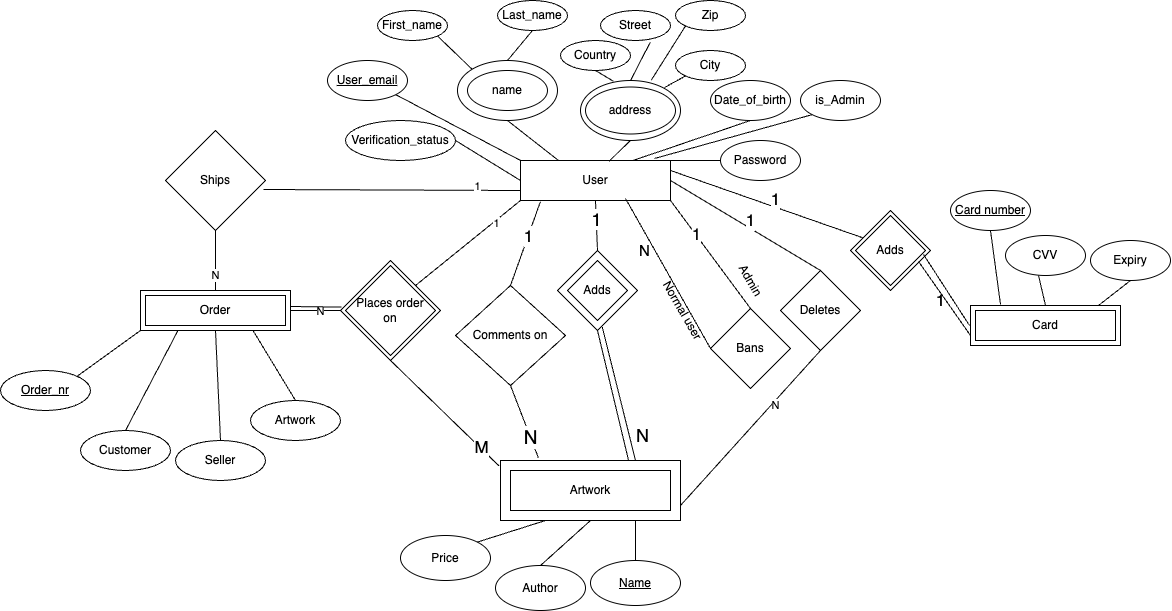 Last_name
Zip
First_name
Street
Country
City
User_email
name
address
Date_of_birth
is_Admin
Verification_status
Password
Ships
User
1
1
1
1
1
1
1
Card number
N
Adds
CVV
Expiry
N
Admin
Adds
Places order
on
Order
N
Normal user
Deletes
1
Card
Comments on
Bans
Order_nr
Artwork
N
Customer
Seller
M
N
N
Artwork
Price
Author
Name